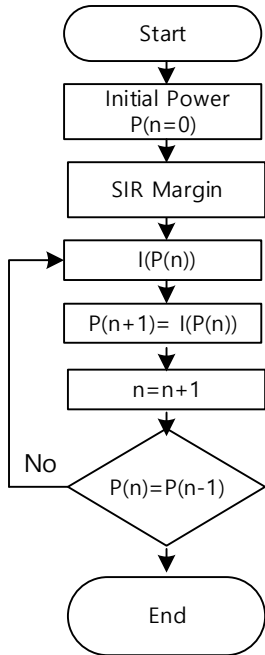 Start
Initial Power
P(n=0)
SIR Margin
I(P(n))
P(n+1)= I(P(n))
n=n+1
No
P(n)=P(n-1)
End